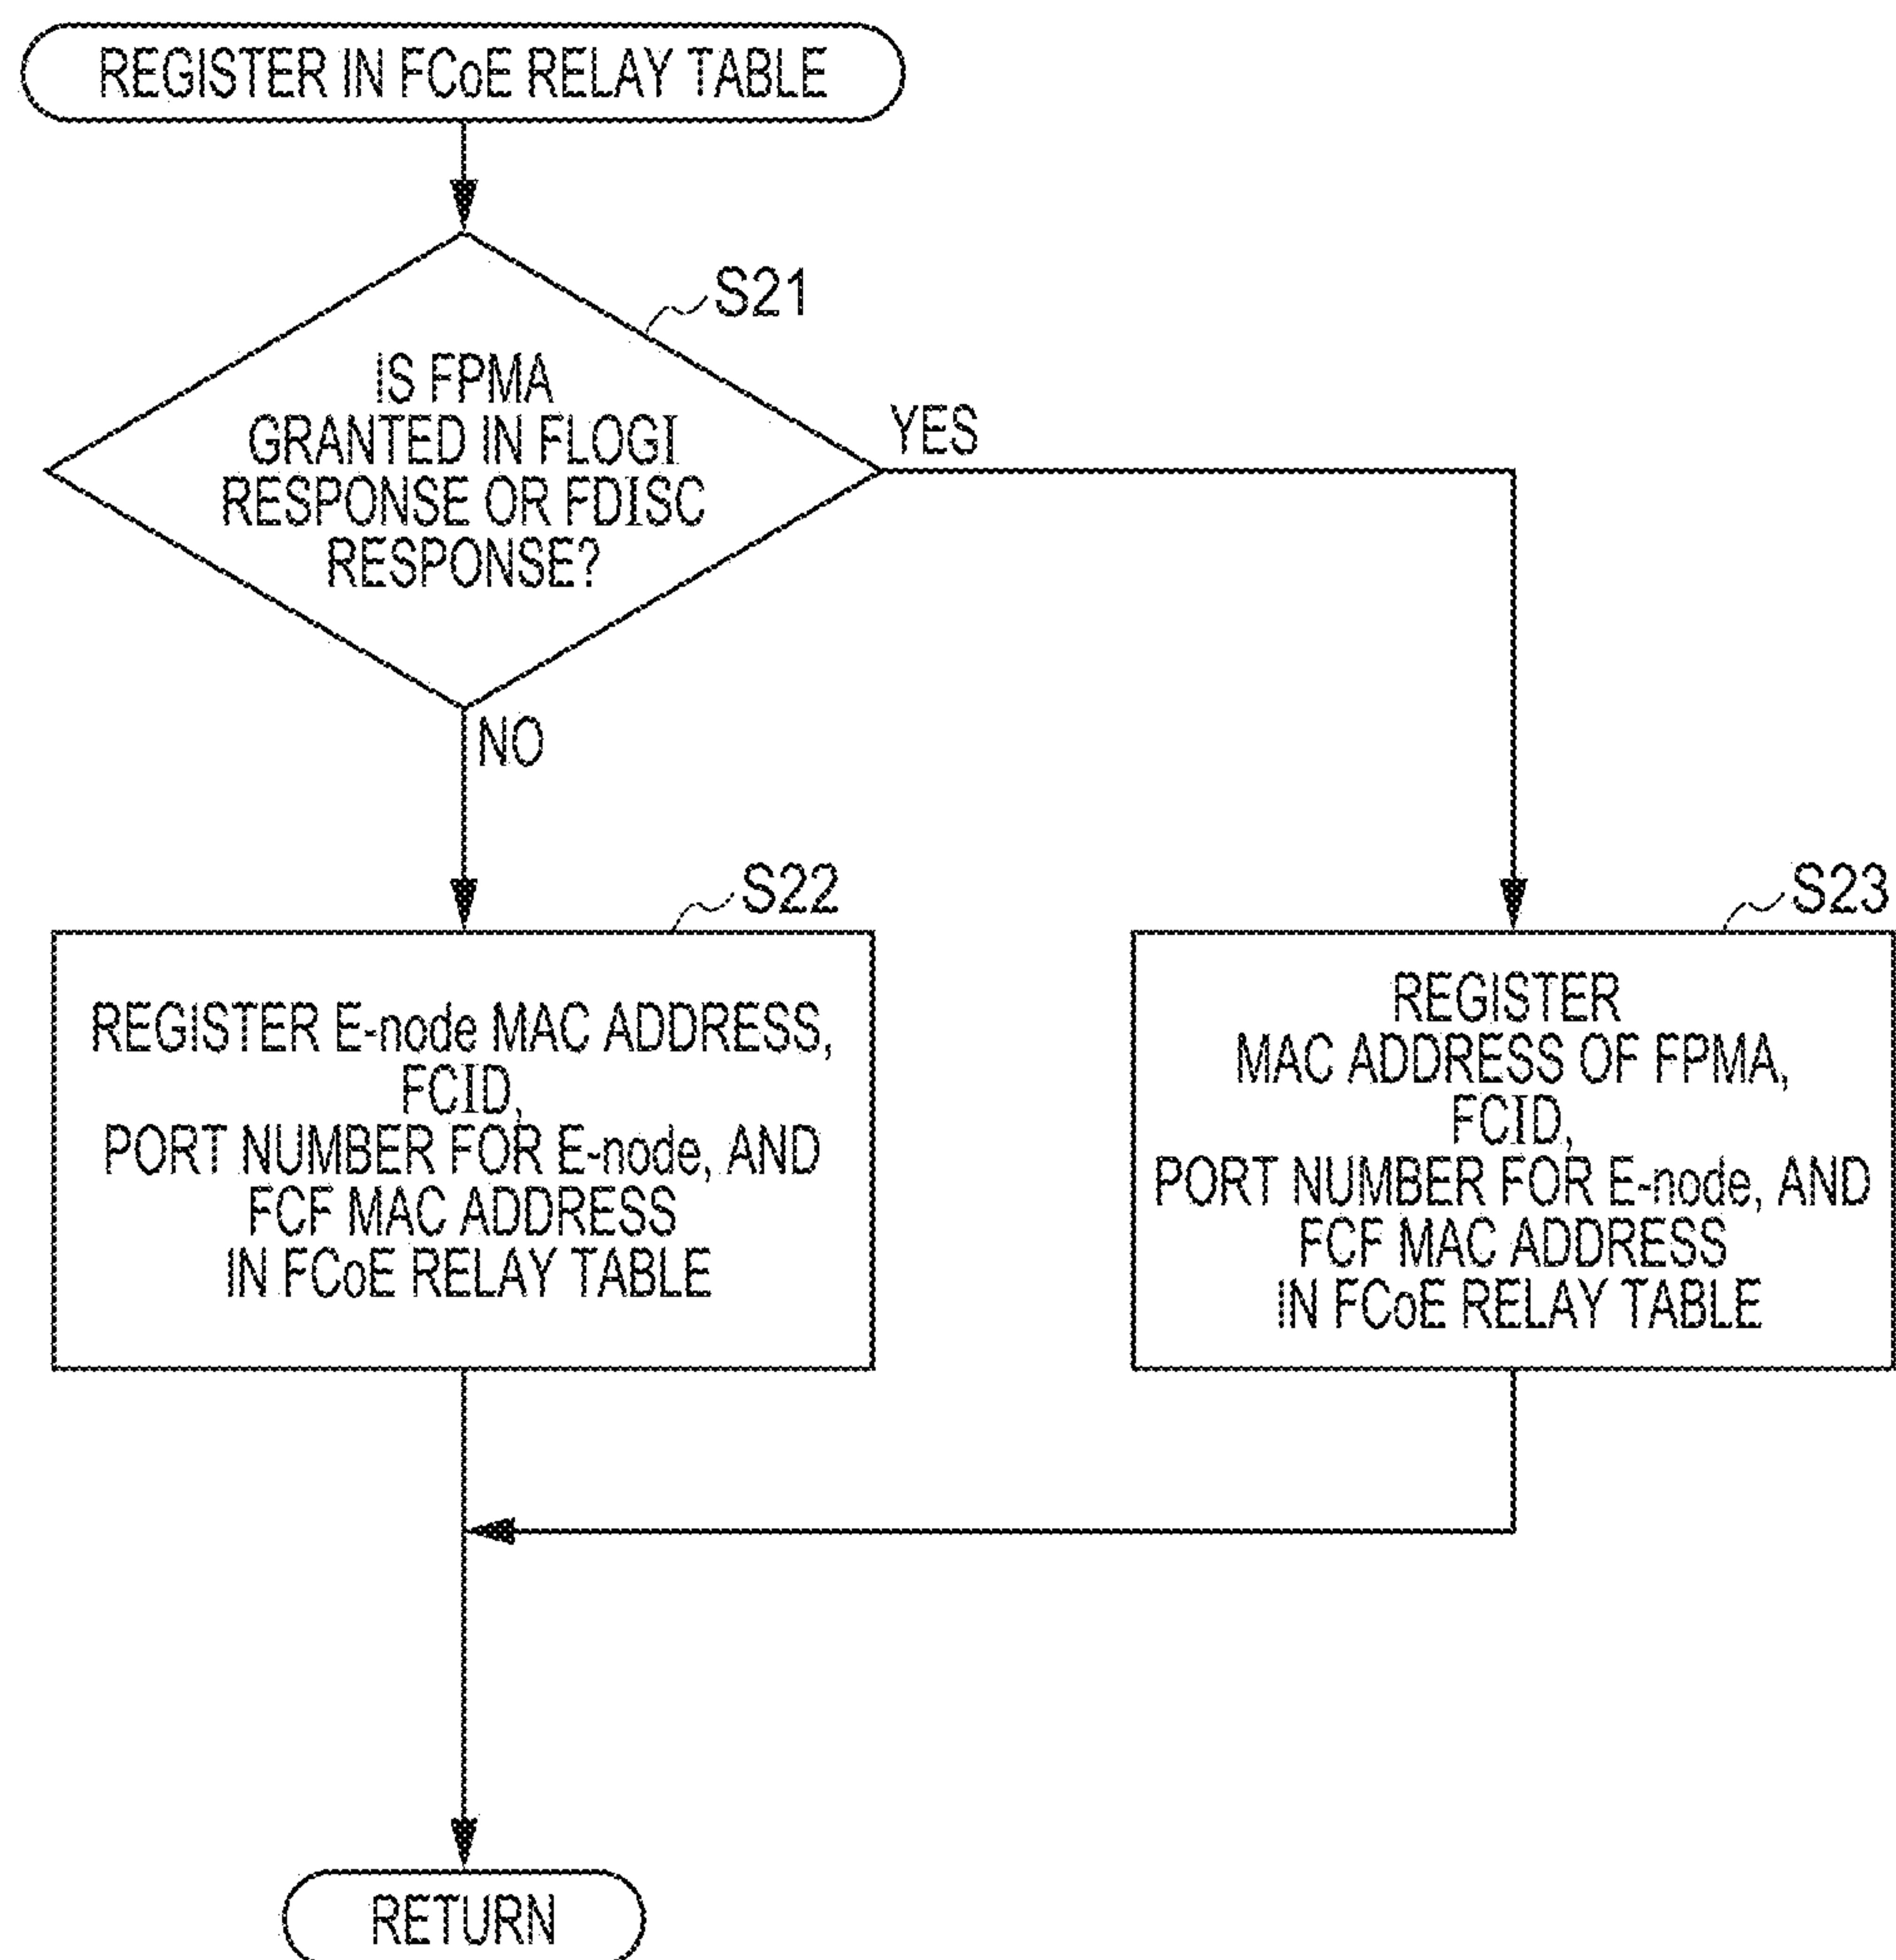 REGISTER IN FCoE RELAY TABLE
S21
IS FPMA
GRANTED IN FLOGI
RESPONSE OR FDISC
RESPONSE?
YES
NO
S22
REGISTER E-node MAC ADDRESS,
FCID,
PORT NUMBER FOR E-node, AND
FCF MAC ADDRESS
IN FCoE RELAY TABLE
S23
REGISTER
MAC ADDRESS OF FPMA,
FCID,
PORT NUMBER FOR E-node, AND
FCF MAC ADDRESS
IN FCoE RELAY TABLE
RETURN